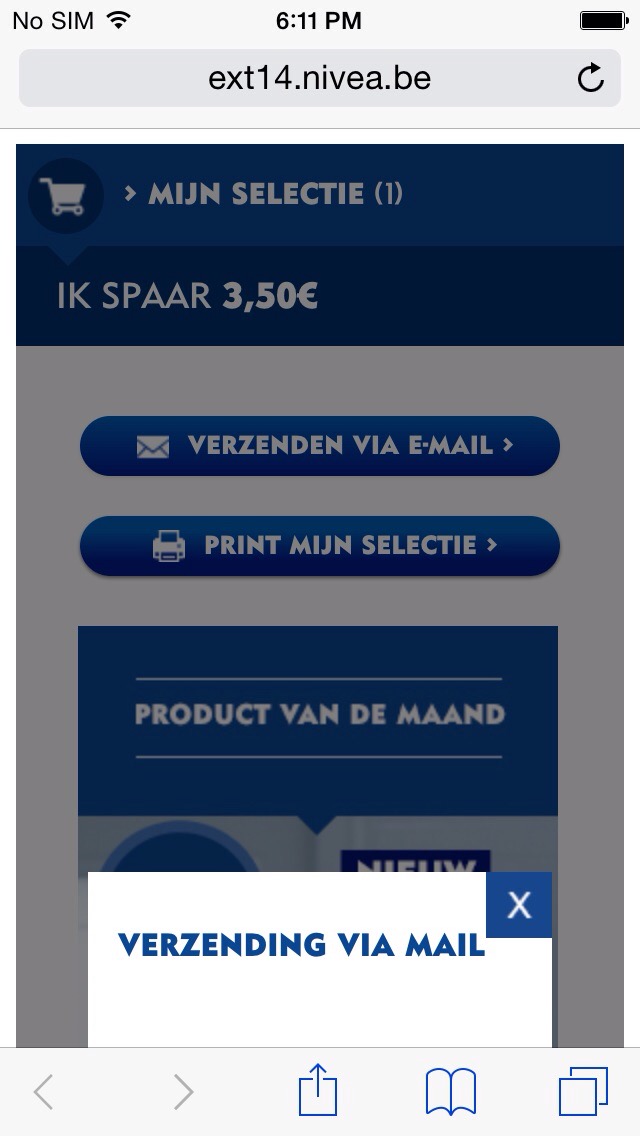 No SIM 6:11 PM
ext14.nivea.be
> MIJN SELECTIE (1)
IK SPAAR 3,50€
VERZENDEN VIA E-MAIL >
PRINT MIJN SELECTIE >
PRODUCT VAN DE MAAND
NIEUW
X
VERZENDING VIA MAIL